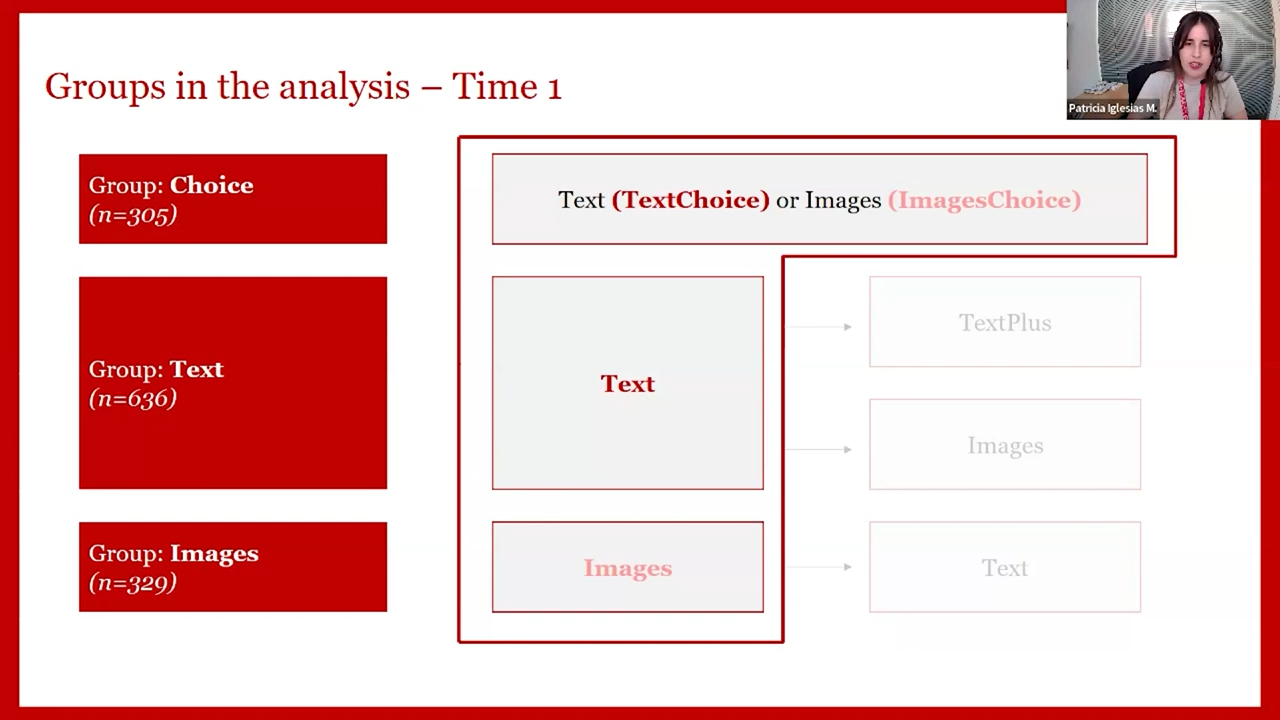 Groups in the analysis – Time 1
Patricia Iglesias M.
Group: Choice
(n=305)
Text (TextChoice) or Images (ImagesChoice)
Group: Text
(n=636)
Text
TextPlus
Images
Group: Images
(n=329)
Images
Text